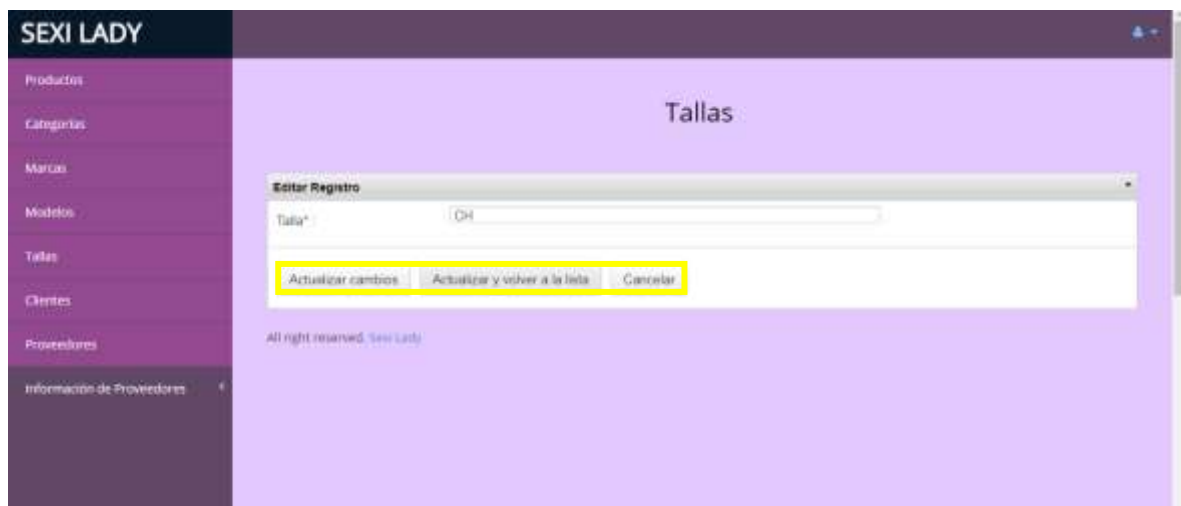 SEXI LADY
Productos
Categorías
Marcas
Modelos
Tallas
Clientes
Proveedores
Información de Proveedores
Tallas
Editar Registro
Talla* :
CH
Actualizar cambios
Actualizar y volver a la lista
Cancelar
All right reserved. Sexi Lady